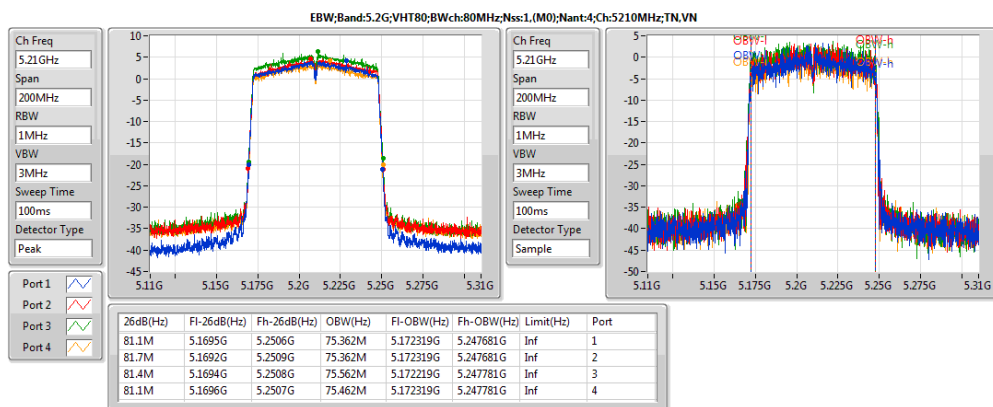 EBW;Band:5.2G;VHT80;BWch:80MHz;Nss:1,(M0);Nant:4;Ch:5210MHz;TN,VN
Ch Freq
5.21GHz
Span
200MHz
RBW
1MHz
VBW
3MHz
Sweep Time
100ms
Detector Type
Peak
10
5
0
-5
-10
-15
-20
-25
-30
-35
-40
-45
5.11G 5.15G 5.175G 5.2G 5.225G 5.25G 5.31G
Ch Freq
5.21GHz
Span
200MHz
RBW
1MHz
VBW
3MHz
Sweep Time
100ms
Detector Type
Sample
5
0
-5
-10
-15
-20
-25
-30
-35
-40
-45
-50
OBW-l OBW-h
5.11G 5.15G 5.175G 5.2G 5.225G 5.25G 5.31G
Port 1
Port 2
Port 3
Port 4
26dB(Hz) Fl-26dB(Hz) Fh-26dB(Hz) OBW(Hz) Fl-OBW(Hz) Fh-OBW(Hz) Limit(Hz) Port
81.1M 5.1695G 5.2506G 75.362M 5.172319G 5.247681G Inf 1
81.7M 5.1692G 5.2509G 75.362M 5.172319G 5.247681G Inf 2
81.4M 5.1694G 5.2508G 75.562M 5.172219G 5.247781G Inf 3
81.1M 5.1696G 5.2507G 75.462M 5.172319G 5.247781G Inf 4